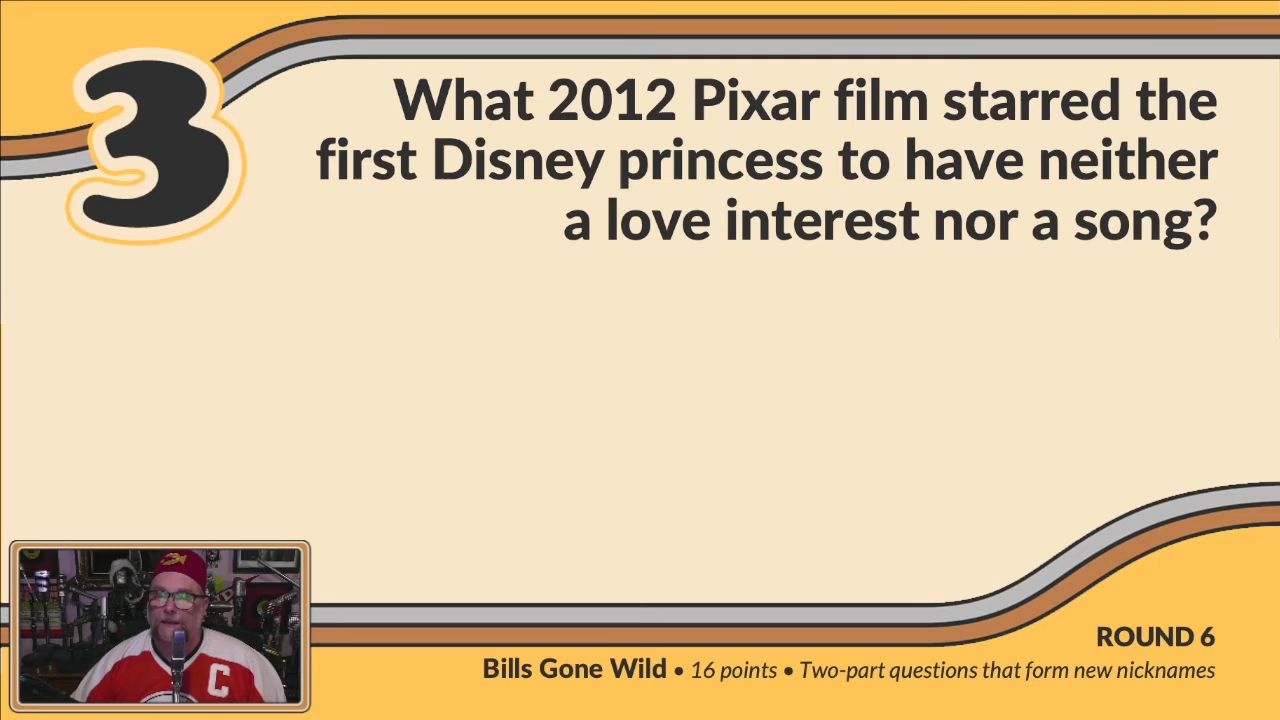 3
What 2012 Pixar film starred the
first Disney princess to have neither
a love interest nor a song?
C
ROUND 6
Bills Gone Wild • 16 points • Two-part questions that form new nicknames